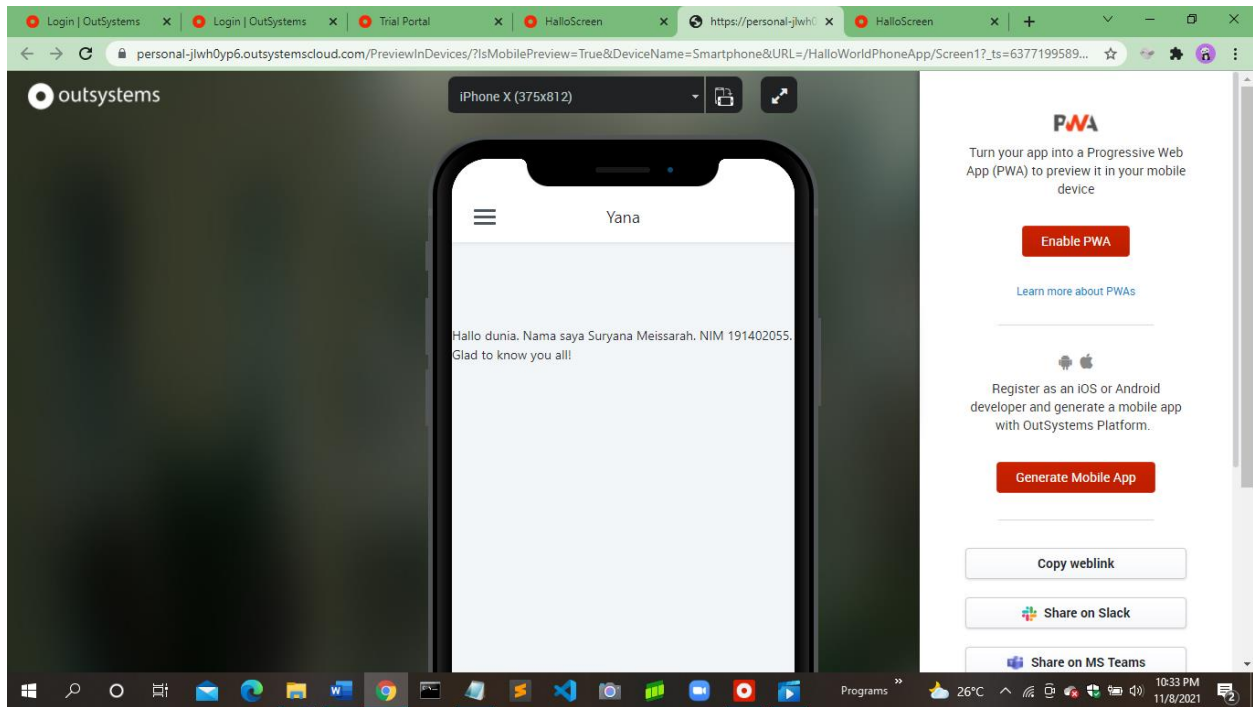 Login | OutSystems
Login | OutSystems
Trial Portal
HalloScreen
https://personal-jlwh0
HalloScreen
personal-jlwh0yp6.outsystemscloud.com/PreviewInDevices/?IsMobilePreview=True&DeviceName=Smartphone&URL=/HalloWorldPhoneApp/Screen1?_ts=6377199589...
outsystems
iPhone X (375x812)
Yana
Hallo dunia. Nama saya Suryana Meissarah. NIM 191402055.
Glad to know you all!
PWA
Turn your app into a Progressive Web
App (PWA) to preview it in your mobile
device
Enable PWA
Learn more about PWAs
Register as an iOS or Android
developer and generate a mobile app
with OutSystems Platform.
Generate Mobile App
Copy weblink
Share on Slack
Share on MS Teams
Programs
26°C
10:33 PM
11/8/2021
2